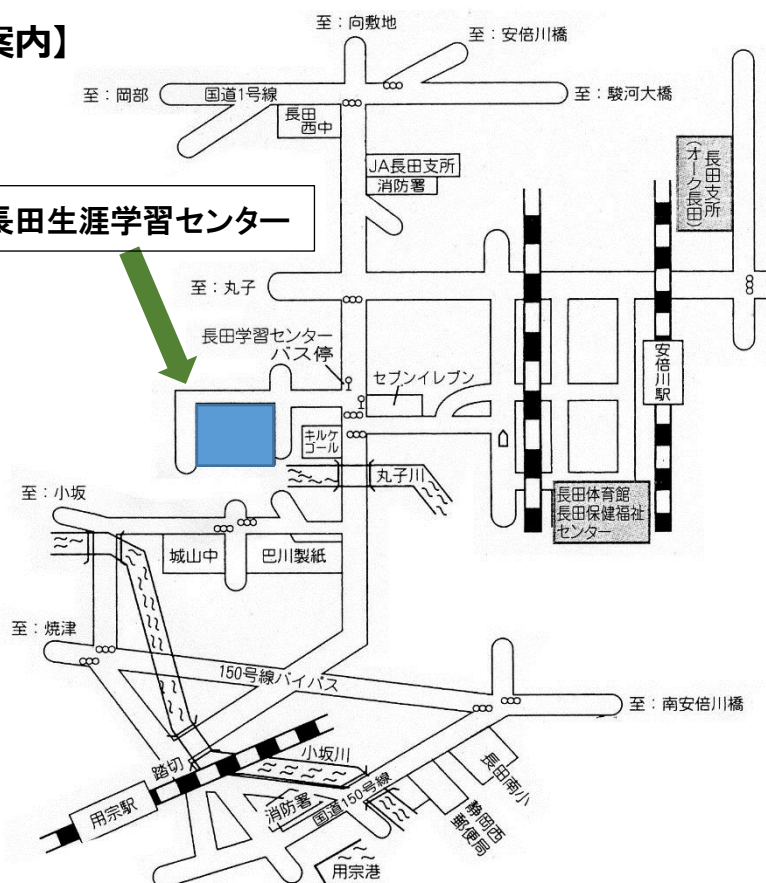 案内】
至：向敷地
至：安倍川橋
至：岡部
国道1号線
至：駿河大橋
長田
西中
JA長田支所
消防署
長田支所
(オーク長田)
長田生涯学習センター
至：丸子
長田学習センター
バス停
セブンイレブン
安倍川駅
キルケ
ゴール
丸子川
至：小坂
長田体育館
長田保健福祉
センター
城山中
巴川製紙
至：焼津
150号線バイパス
至：南安倍川橋
踏切
小坂川
長田南小
用宗駅
消防署
国道150号線
静岡西
郵便局
用宗港